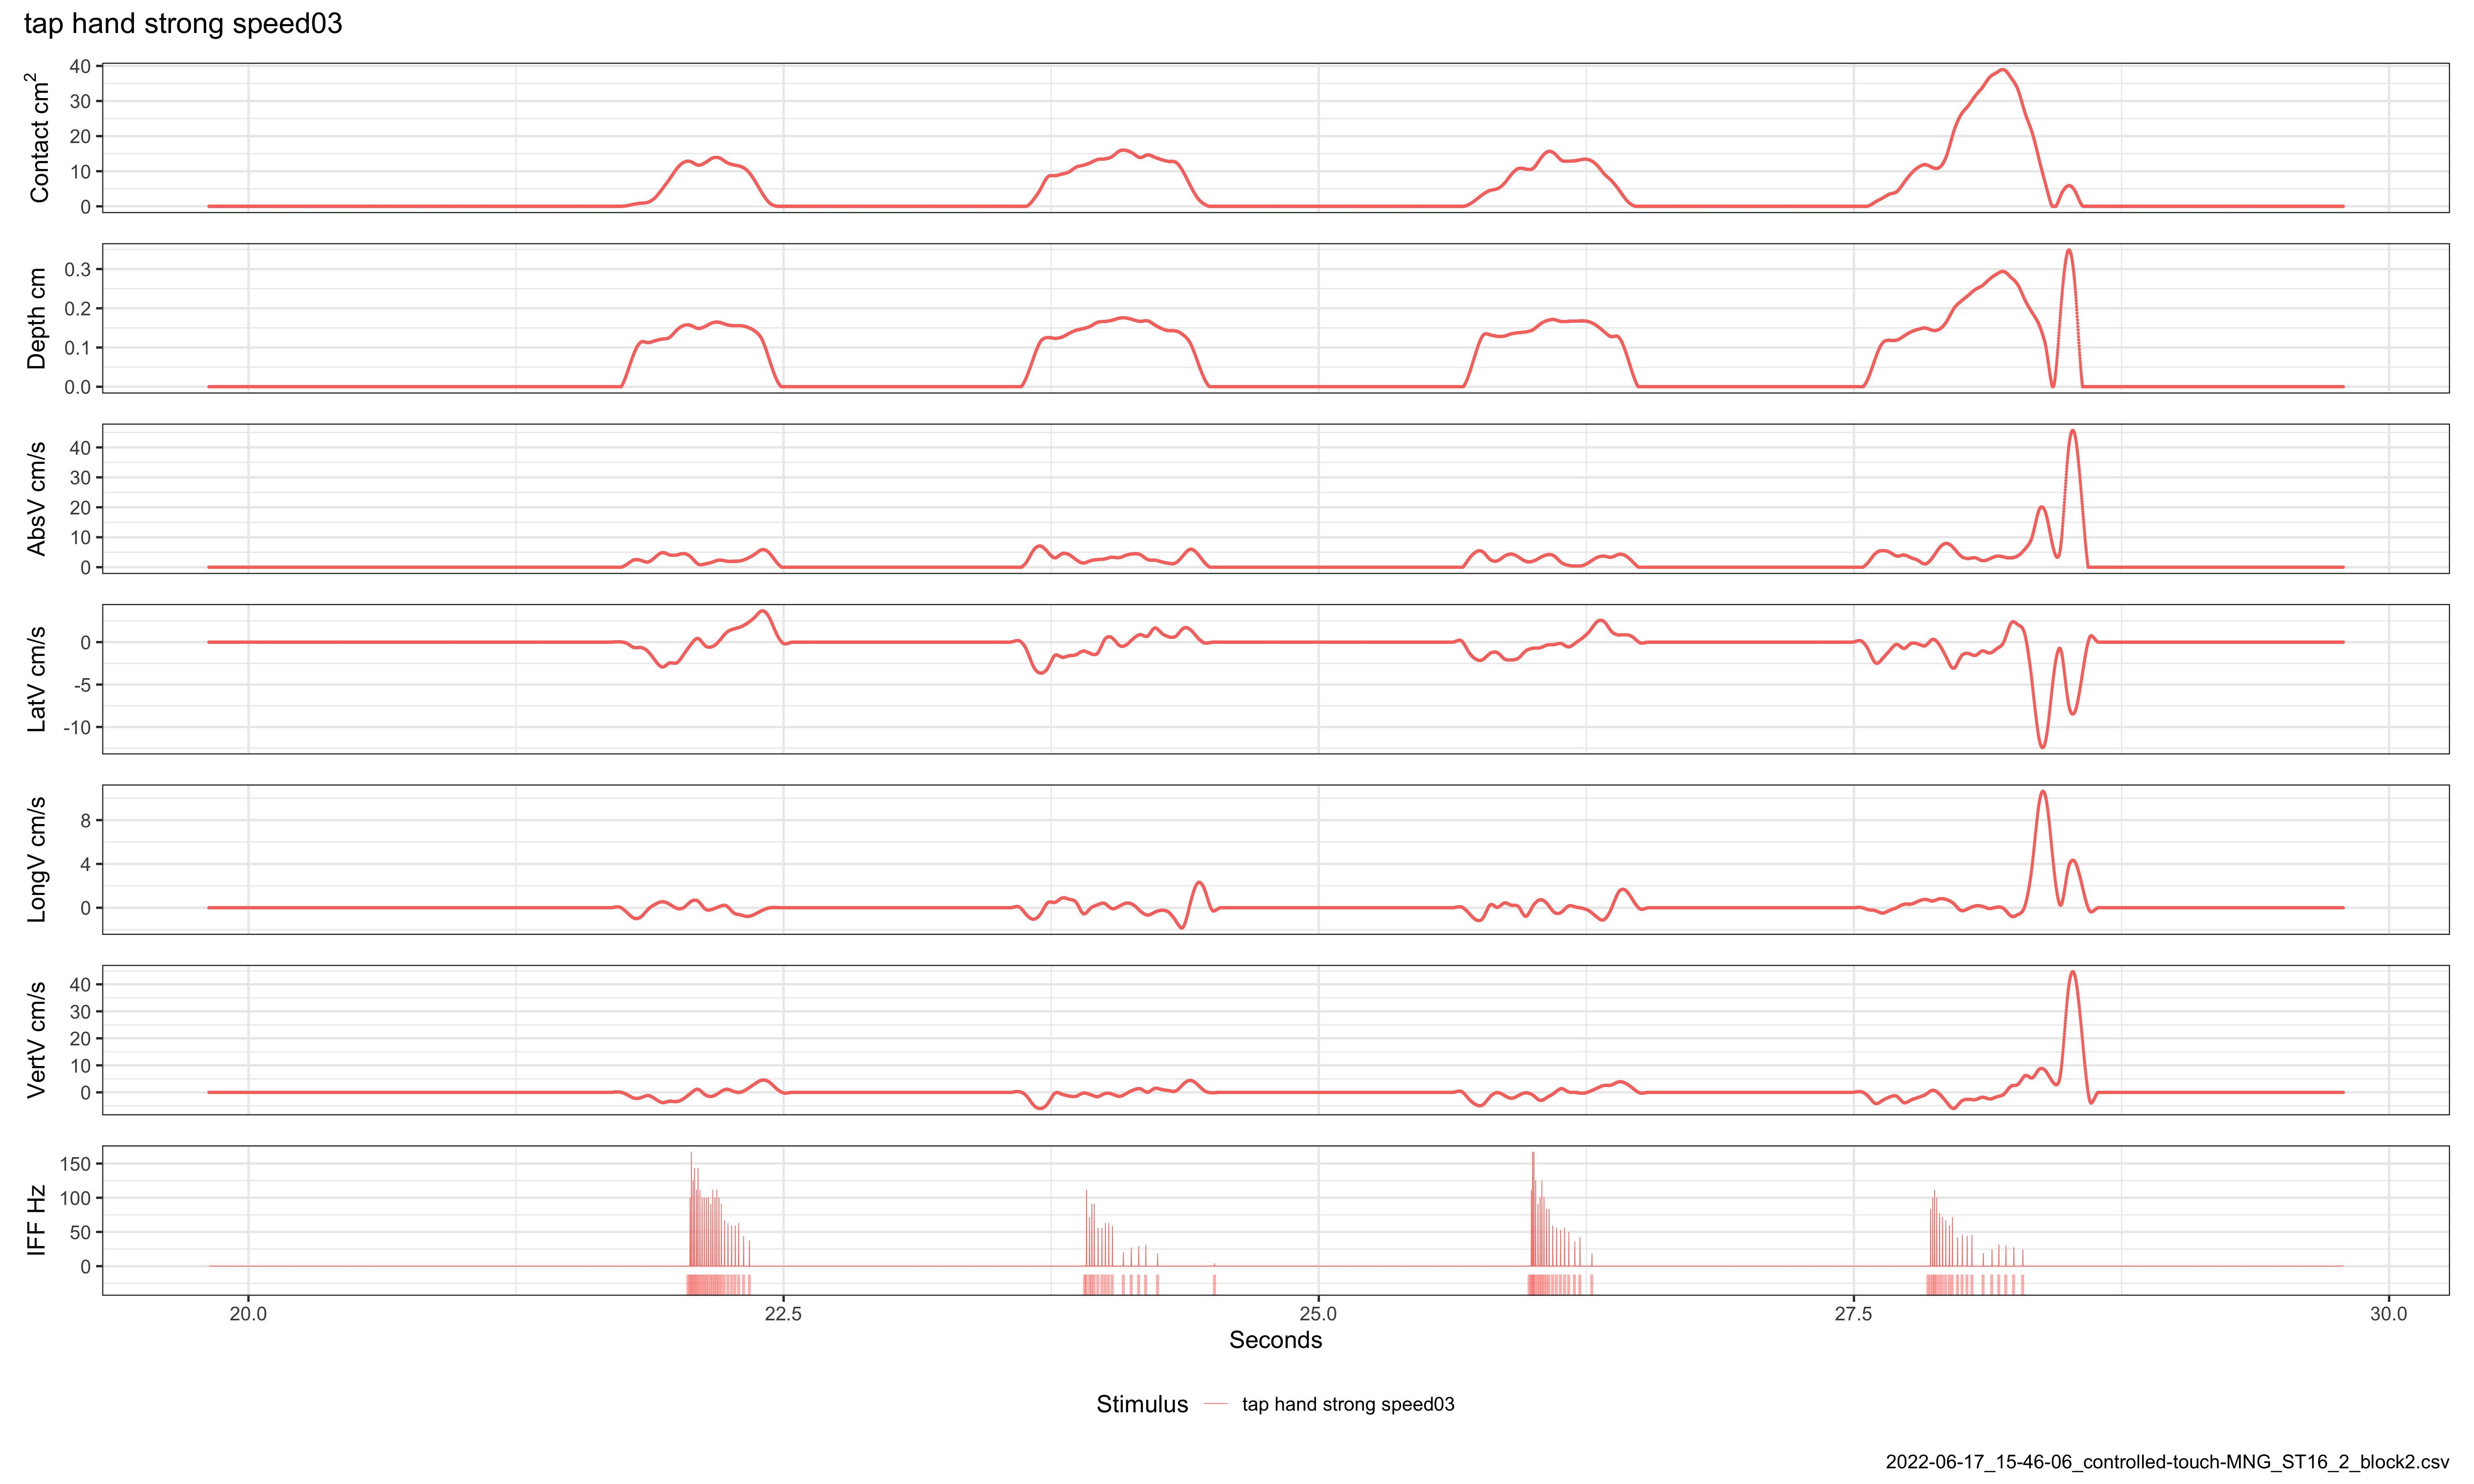 tap hand strong speed03
Contact cm²
40
30
20
10
0
Depth cm
0.3
0.2
0.1
0.0
AbsV cm/s
40
30
20
10
0
LatV cm/s
0
-5
-10
LongV cm/s
8
4
0
VertV cm/s
40
30
20
10
0
IFF Hz
150
100
50
0
20.0 22.5 25.0 27.5 30.0
Seconds
Stimulus tap hand strong speed03
2022-06-17_15-46-06_controlled-touch-MNG_ST16_2_block2.csv